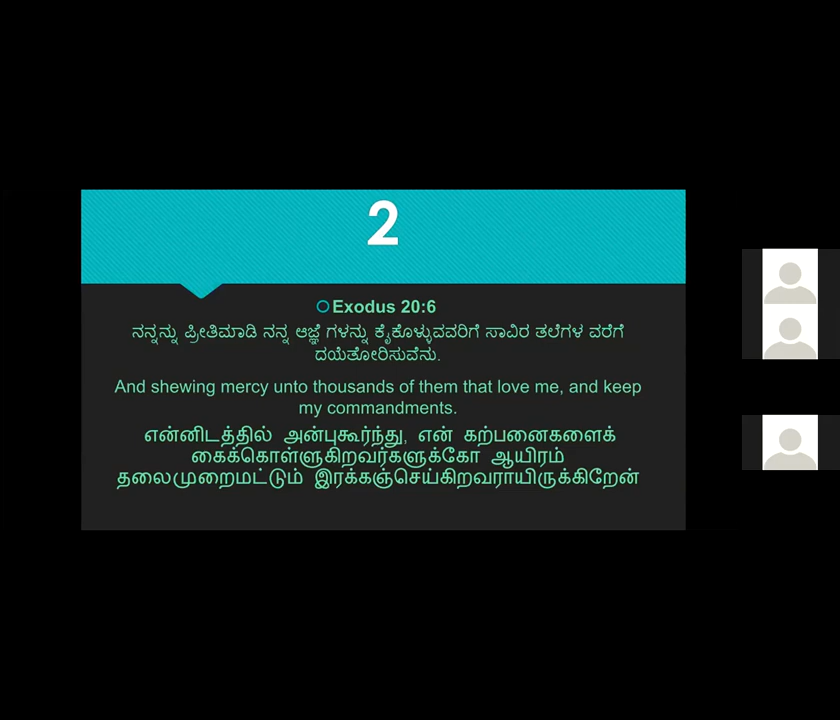 2
Exodus 20:6
ನನ್ನನ್ನು ಪ್ರೀತಿಮಾಡಿ ನನ್ನ ಆಜ್ಞೆ ಗಳನ್ನು ಕೈಕೊಳ್ಳುವವರಿಗೆ ಸಾವಿರ ತಲೆಗಳ ವರೆಗೆ
ದಯೆತೋರಿಸುವೆನು.
And shewing mercy unto thousands of them that love me, and keep
my commandments.
என்னிடத்தில் அன்புகூர்ந்து, என் கற்பனைகளைக்
கைக்கொள்ளுகிறவர்களுக்கோ ஆயிரம்
தலைமுறைமட்டும் இரக்கஞ்செய்கிறவராயிருக்கிறேன்